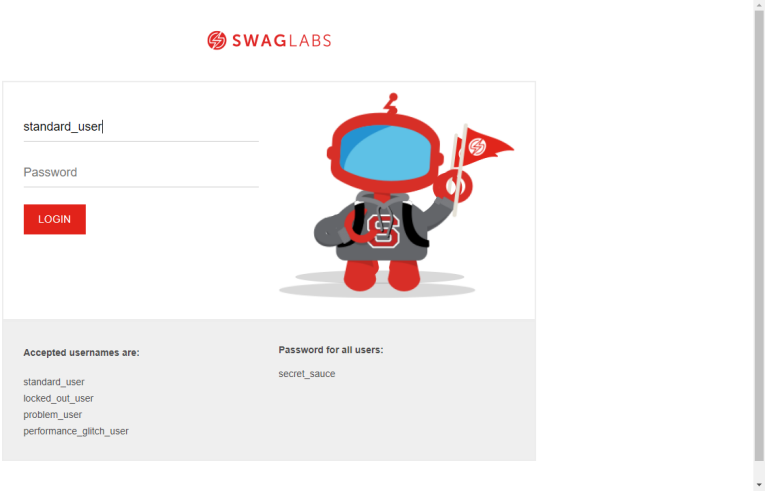 SWAGLABS
standard_user
Password
LOGIN
S
Accepted usernames are:
standard_user
locked_out_user
problem_user
performance_glitch_user
Password for all users:
secret_sauce